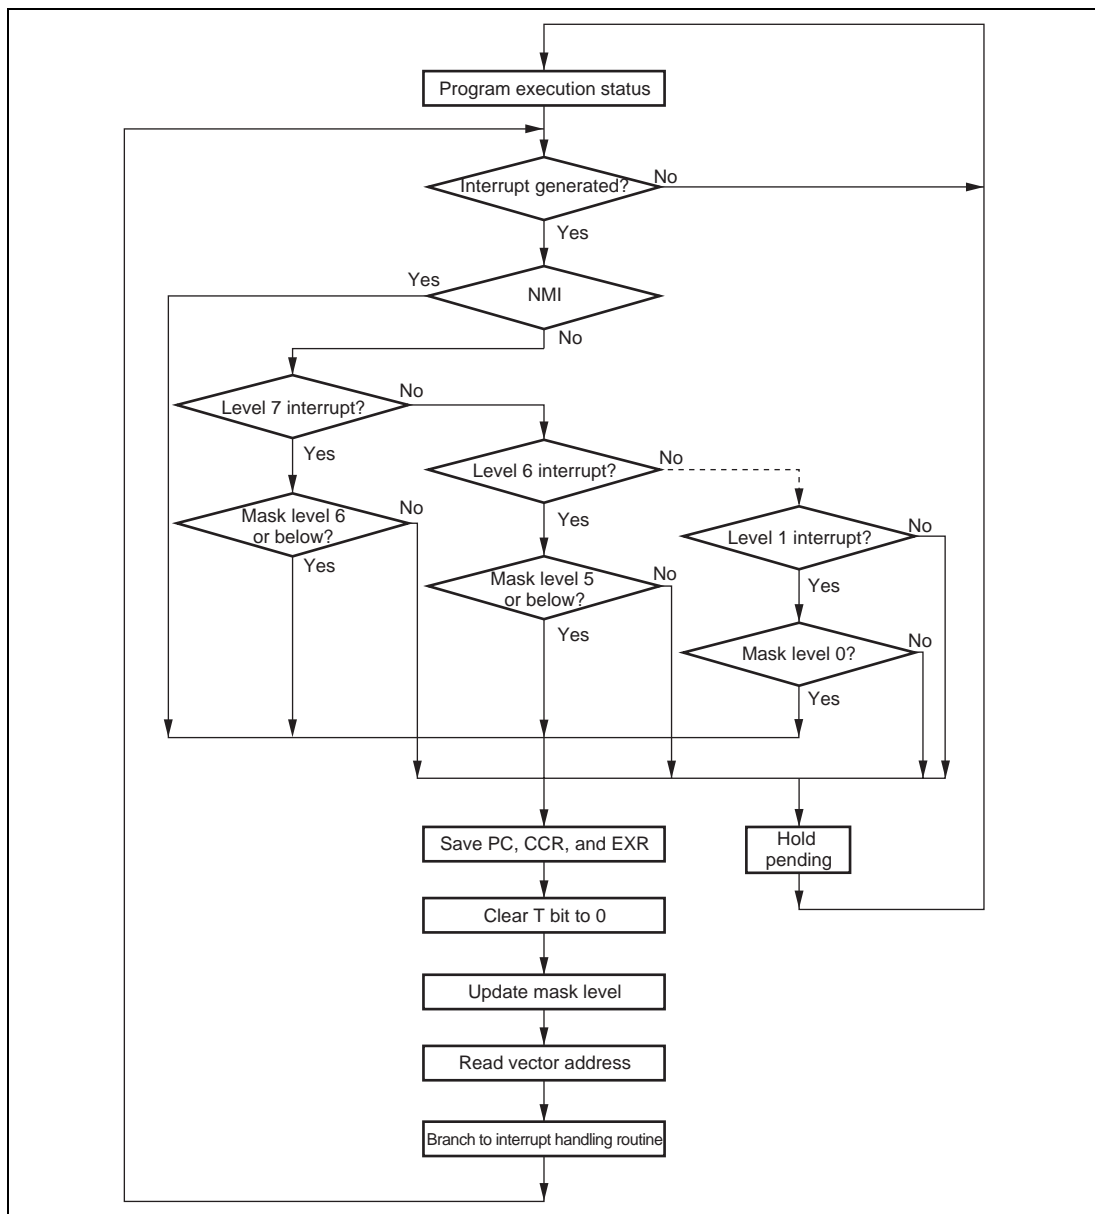 Program execution status
Interrupt generated?
No
Yes
Yes
NMI
No
Level 7 interrupt?
No
Yes
Level 6 interrupt?
No
Mask level 6
or below?
No
Yes
Yes
Level 1 interrupt?
No
Mask level 5
or below?
No
Yes
Yes
Mask level 0?
No
Yes
Save PC, CCR, and EXR
Hold
pending
Clear T bit to 0
Update mask level
Read vector address
Branch to interrupt handling routine